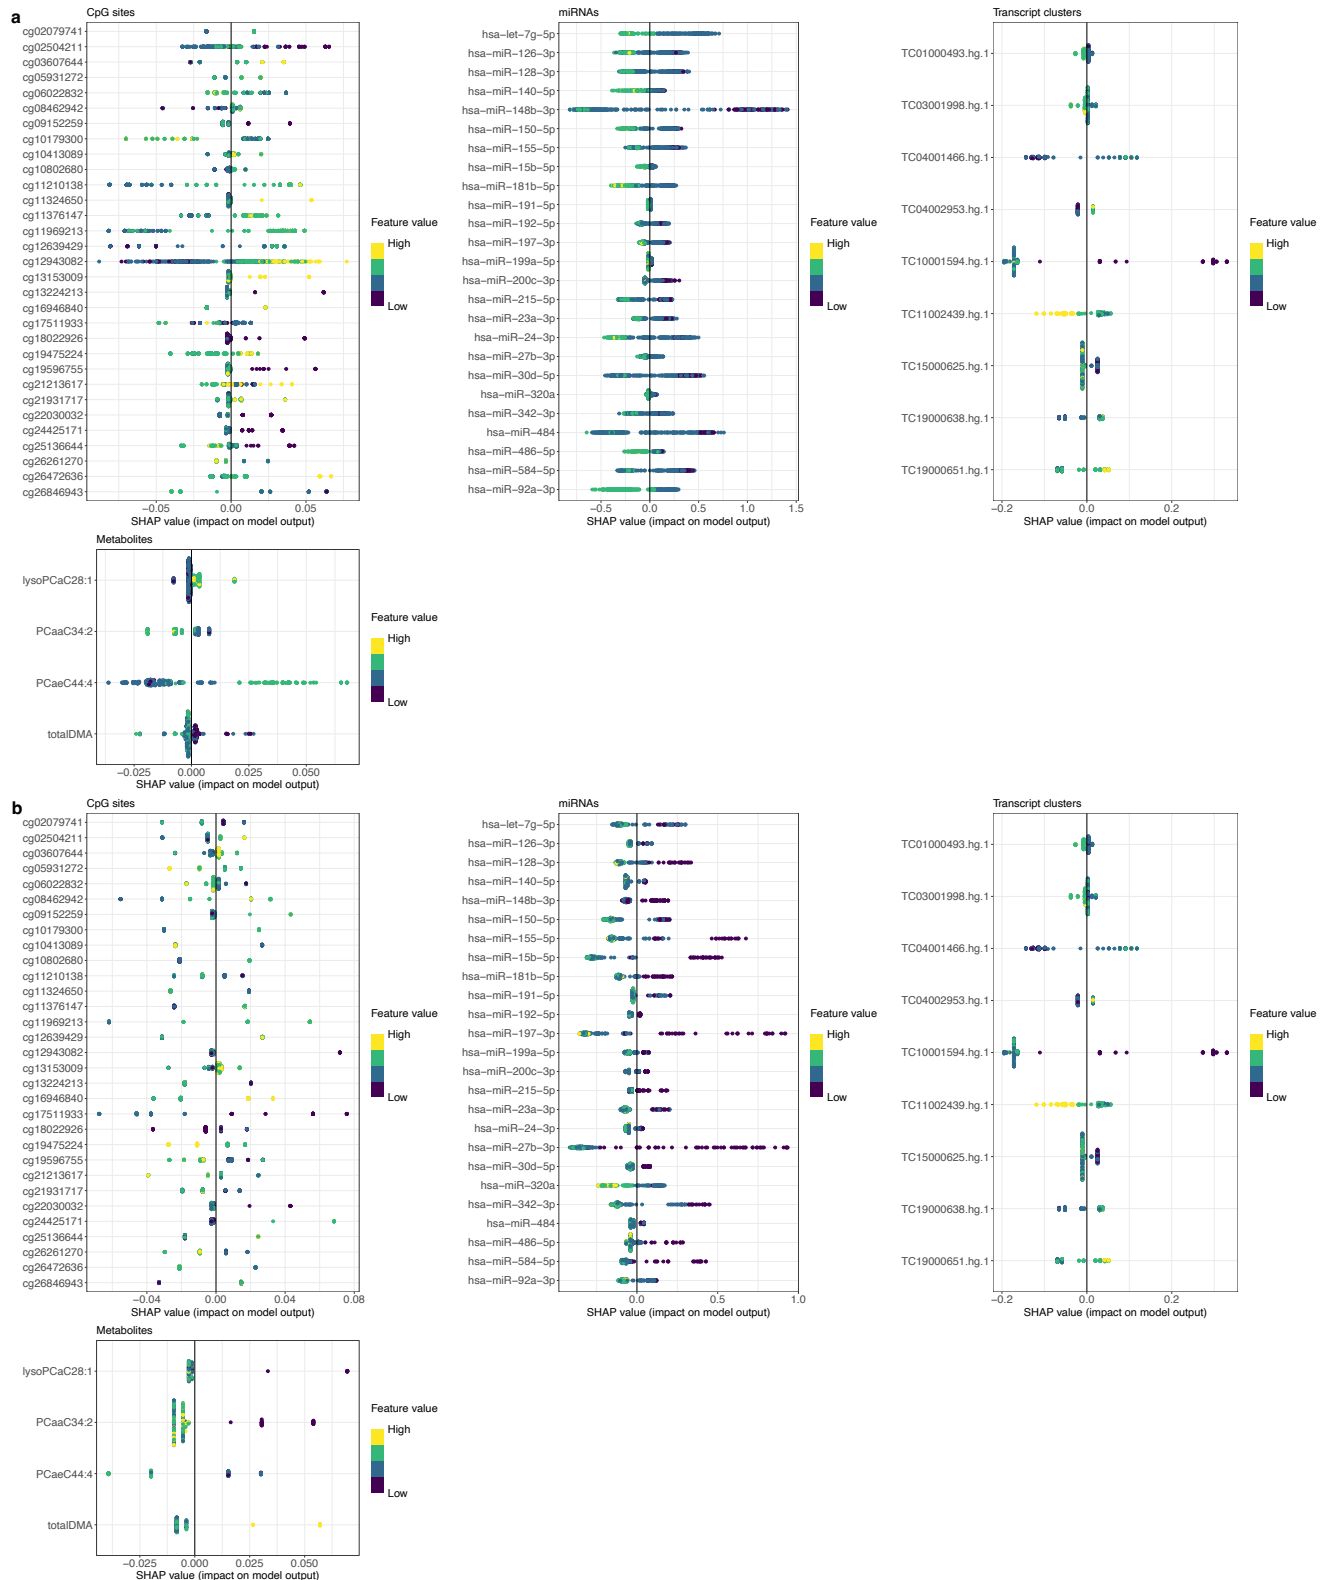 a
CpG sites
cg02079741
cg02504211
cg03607644
cg05931272
cg06022832
cg08462942
cg09152259
cg10179300
cg10413089
cg10802680
cg11210138
cg11324650
cg11376147
cg11969213
cg12639429
cg12943082
cg13153009
cg13224213
cg16946840
cg17511933
cg18022926
cg19475224
cg19596755
cg21213617
cg21931717
cg22030032
cg24425171
cg25136644
cg26261270
cg26472636
cg26846943
−0.05 0.00 0.05
SHAP value (impact on model output)
Feature value
High
Low
miRNAs
hsa−let−7g−5p
hsa−miR−126−3p
hsa−miR−128−3p
hsa−miR−140−5p
hsa−miR−148b−3p
hsa−miR−150−5p
hsa−miR−155−5p
hsa−miR−15b−5p
hsa−miR−181b−5p
hsa−miR−191−5p
hsa−miR−192−5p
hsa−miR−197−3p
hsa−miR−199a−5p
hsa−miR−200c−3p
hsa−miR−215−5p
hsa−miR−23a−3p
hsa−miR−24−3p
hsa−miR−27b−3p
hsa−miR−30d−5p
hsa−miR−320a
hsa−miR−342−3p
hsa−miR−484
hsa−miR−486−5p
hsa−miR−584−5p
hsa−miR−92a−3p
−0.5 0.0 0.5 1.0 1.5
SHAP value (impact on model output)
Feature value
High
Low
Transcript clusters
TC01000493.hg.1
TC03001998.hg.1
TC04001466.hg.1
TC04002953.hg.1
TC10001594.hg.1
TC11002439.hg.1
TC15000625.hg.1
TC19000638.hg.1
TC19000651.hg.1
−0.2 0.0 0.2
SHAP value (impact on model output)
Feature value
High
Low
Metabolites
lysoPCaC28:1
PCaaC34:2
PCaeC44:4
totalDMA
−0.025 0.000 0.025 0.050
SHAP value (impact on model output)
Feature value
High
Low
b
CpG sites
cg02079741
cg02504211
cg03607644
cg05931272
cg06022832
cg08462942
cg09152259
cg10179300
cg10413089
cg10802680
cg11210138
cg11324650
cg11376147
cg11969213
cg12639429
cg12943082
cg13153009
cg13224213
cg16946840
cg17511933
cg18022926
cg19475224
cg19596755
cg21213617
cg21931717
cg22030032
cg24425171
cg25136644
cg26261270
cg26472636
cg26846943
−0.04 0.00 0.04 0.08
SHAP value (impact on model output)
Feature value
High
Low
miRNAs
hsa−let−7g−5p
hsa−miR−126−3p
hsa−miR−128−3p
hsa−miR−140−5p
hsa−miR−148b−3p
hsa−miR−150−5p
hsa−miR−155−5p
hsa−miR−15b−5p
hsa−miR−181b−5p
hsa−miR−191−5p
hsa−miR−192−5p
hsa−miR−197−3p
hsa−miR−199a−5p
hsa−miR−200c−3p
hsa−miR−215−5p
hsa−miR−23a−3p
hsa−miR−24−3p
hsa−miR−27b−3p
hsa−miR−30d−5p
hsa−miR−320a
hsa−miR−342−3p
hsa−miR−484
hsa−miR−486−5p
hsa−miR−584−5p
hsa−miR−92a−3p
0.0 0.5 1.0
SHAP value (impact on model output)
Feature value
High
Low
Transcript clusters
TC01000493.hg.1
TC03001998.hg.1
TC04001466.hg.1
TC04002953.hg.1
TC10001594.hg.1
TC11002439.hg.1
TC15000625.hg.1
TC19000638.hg.1
TC19000651.hg.1
−0.2 0.0 0.2
SHAP value (impact on model output)
Feature value
High
Low
Metabolites
lysoPCaC28:1
PCaaC34:2
PCaeC44:4
totalDMA
−0.025 0.000 0.025 0.050
SHAP value (impact on model output)
Feature value
High
Low